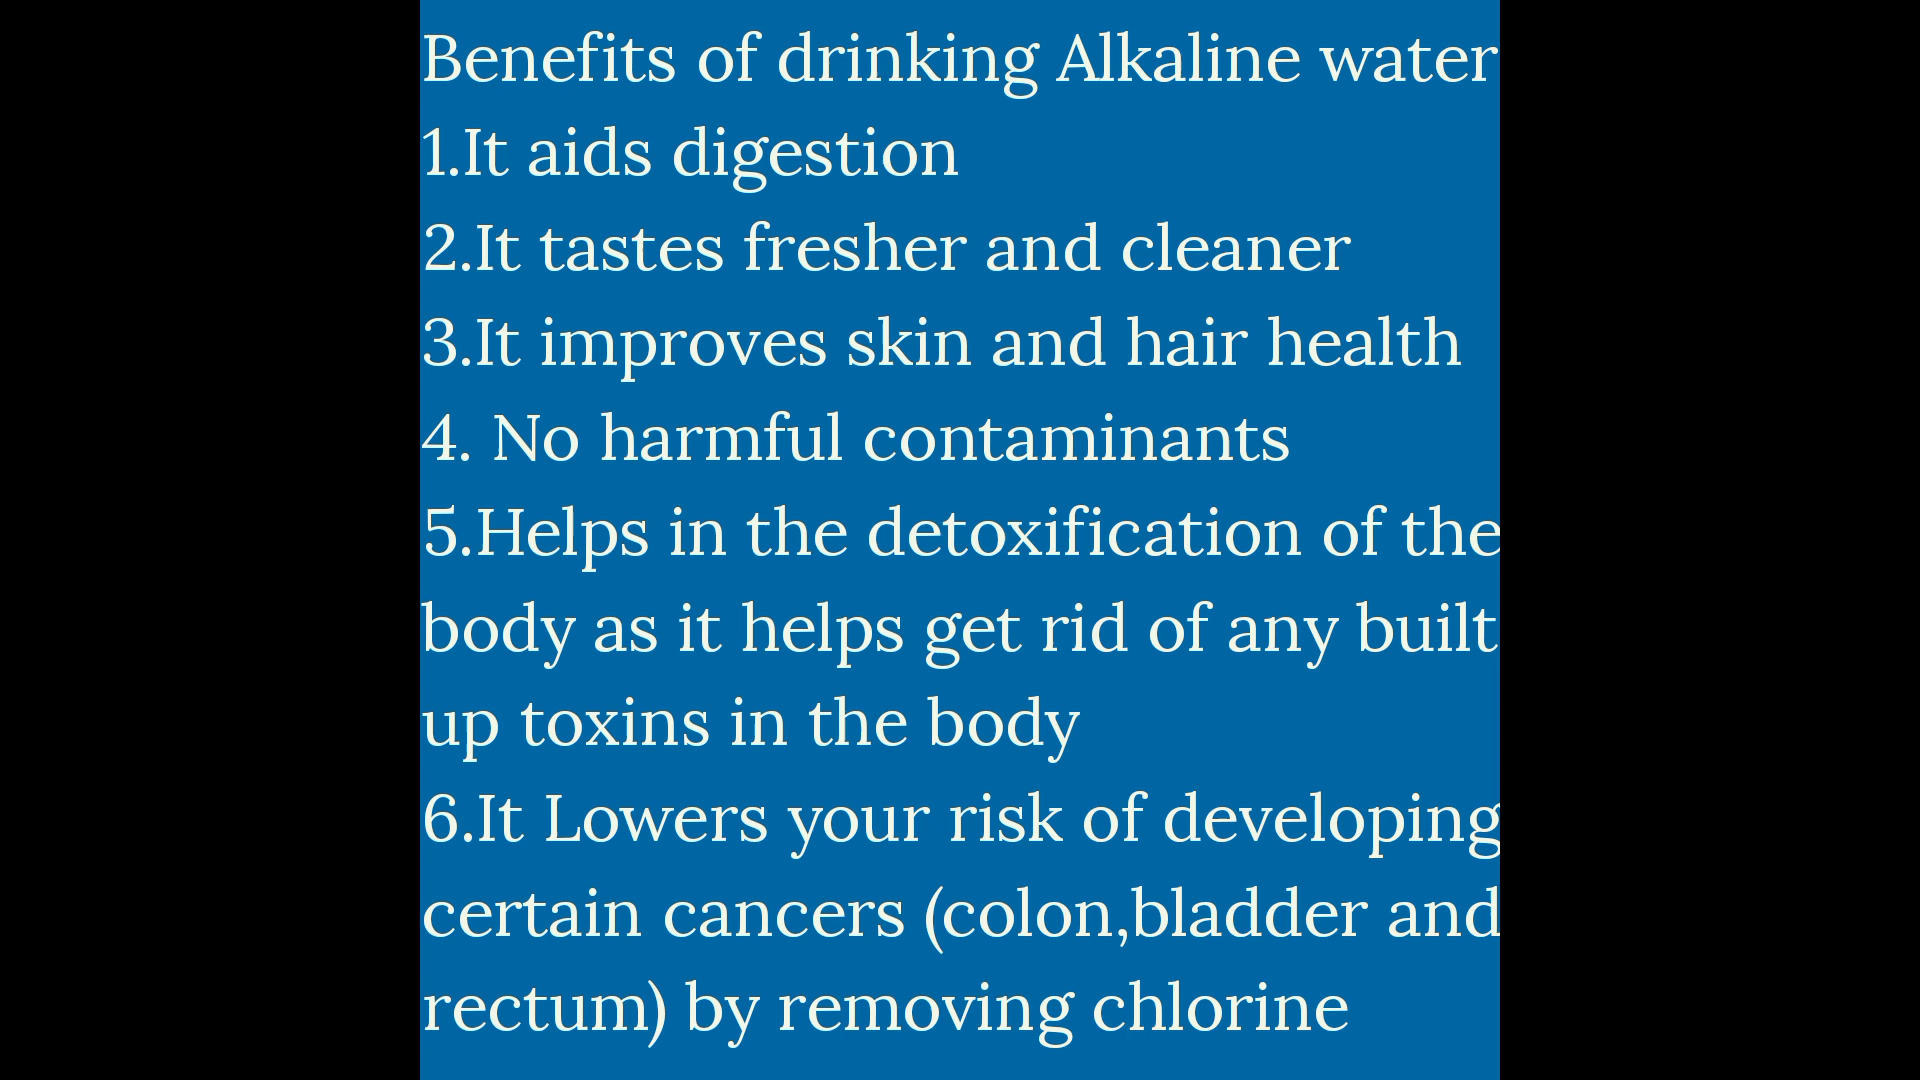 Benefits of drinking Alkaline water
1.It aids digestion
2.It tastes fresher and cleaner
3.It improves skin and hair health
4. No harmful contaminants
5.Helps in the detoxification of the
body as it helps get rid of any built
up toxins in the body
6.It Lowers your risk of developing
certain cancers (colon,bladder and
rectum) by removing chlorine